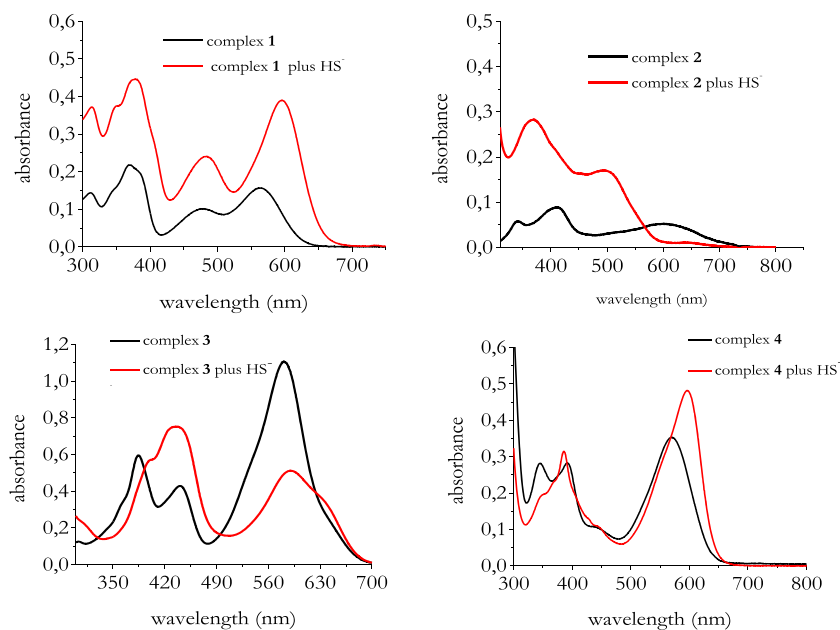 0,6
0,5
0,4
0,3
0,2
0,1
0,0
300 400 500 600 700
absorbance
wavelength (nm)
complex 1
complex 1 plus HS-
0,5
0,4
0,3
0,2
0,1
0,0
400 500 600 700 800
absorbance
wavelength (nm)
complex 2
complex 2 plus HS-
1,2
1,0
0,8
0,6
0,4
0,2
0,0
350 420 490 560 630 700
absorbance
wavelength (nm)
complex 3
complex 3 plus HS-
0,6
0,5
0,4
0,3
0,2
0,1
0,0
300 400 500 600 700 800
absorbance
wavelength (nm)
complex 4
complex 4 plus HS-